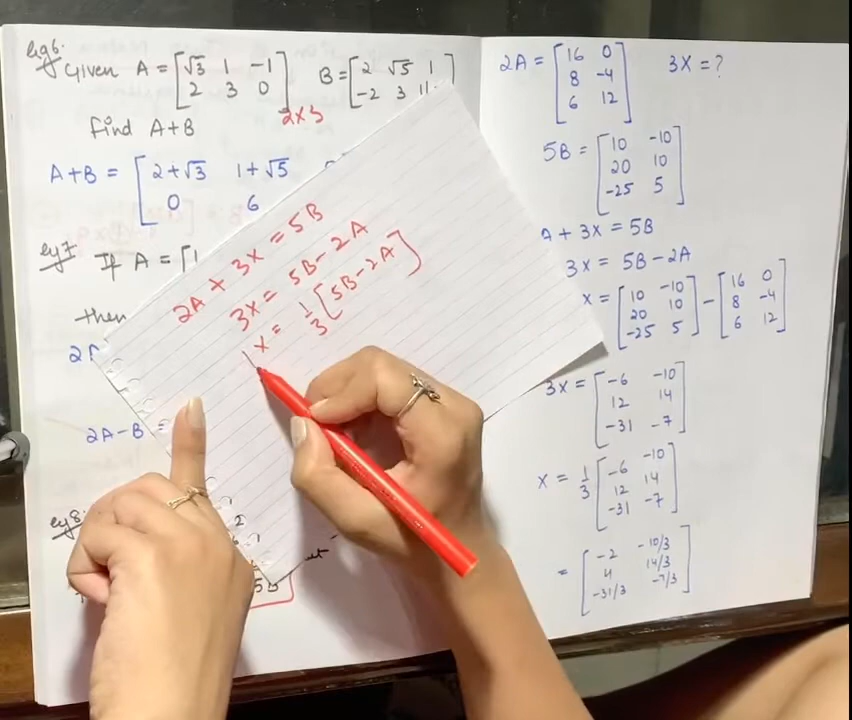 eg6. Given A = [√3 1 -1] B = [2 √5 1]
[2 3 0] [-2 3
2x3
find A+B
A+B = [2+√3 1+√5
0 6
eg7 If A = [1
then
2A-B =
eg8.
2A + 3X = 5B
3X = 5B - 2A
X = 1/3 [5B - 2A]
2A = [16 0] 3X = ?
[8 -4]
[6 12]
5B = [10 -10]
[20 10]
[-25 5]
A + 3X = 5B
3X = 5B - 2A
X = [10 -10] - [16 0]
[20 10] [8 -4]
[-25 5] [6 12]
3X = [-6 -10]
[12 14]
[-31 -7]
X = 1/3 [-6 -10]
[12 14]
[-31 -7]
= [-2 -10/3]
[4 14/3]
[-31/3 -7/3]